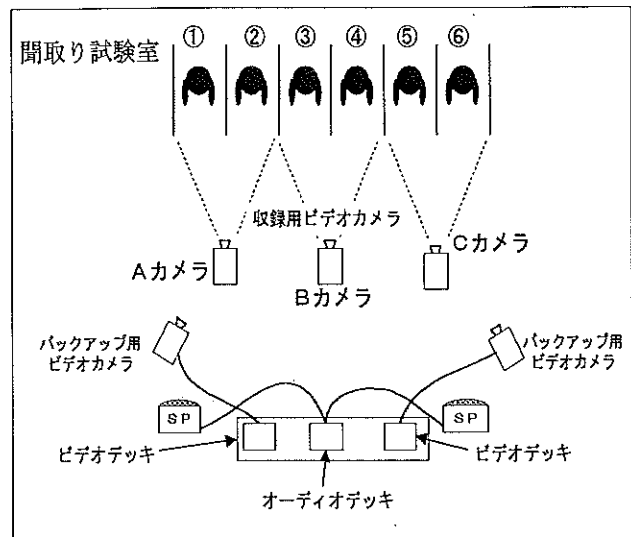 ① ② ③ ④ ⑤ ⑥
聞取り試験室
収録用ビデオカメラ
Aカメラ
Bカメラ
Cカメラ
バックアップ用
ビデオカメラ
バックアップ用
ビデオカメラ
SP
SP
ビデオデッキ
ビデオデッキ
オーディオデッキ